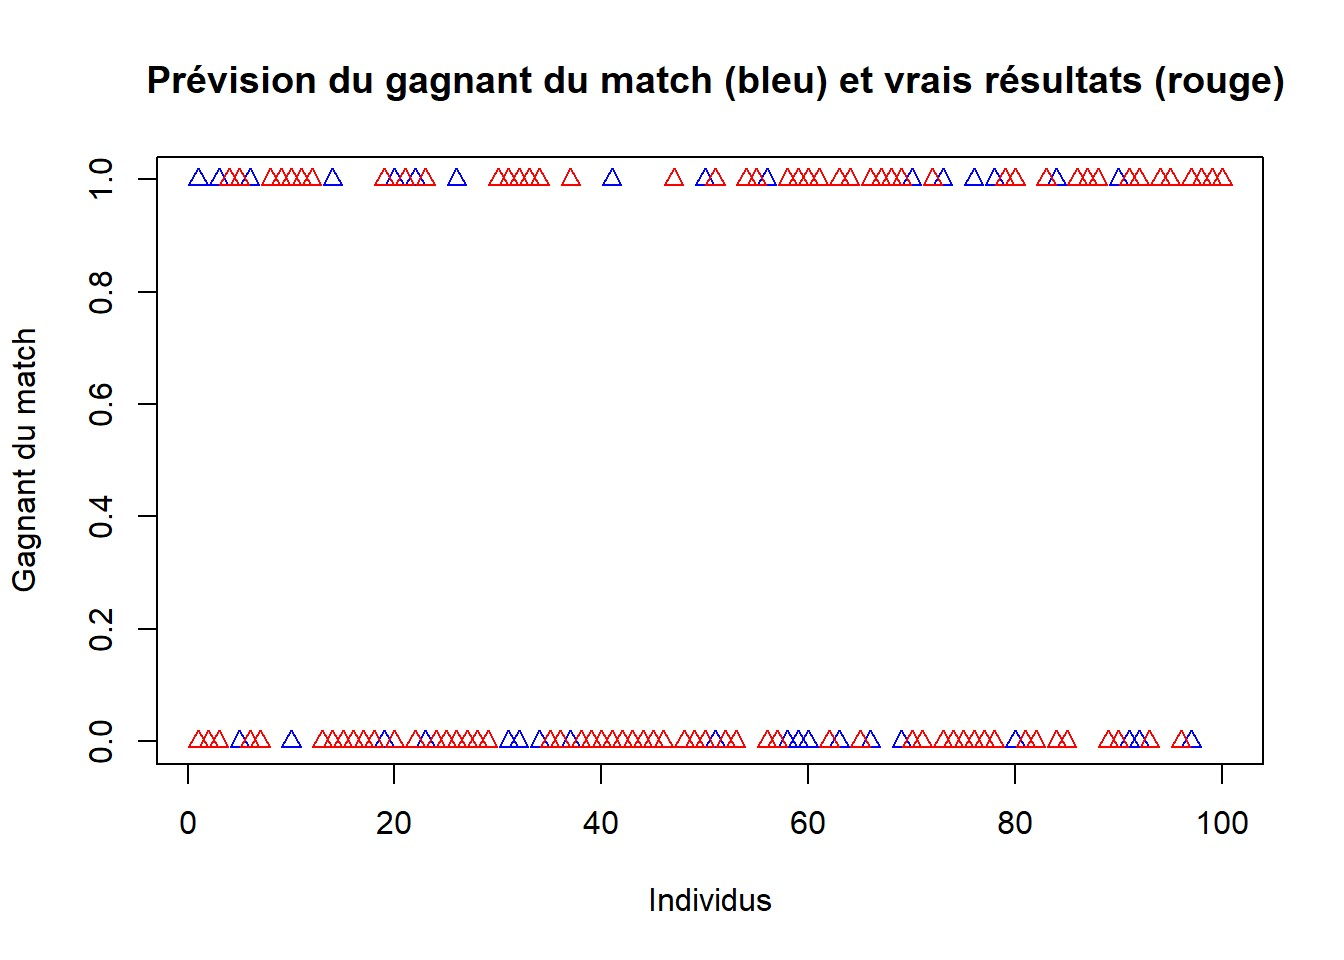 Prévision du gagnant du match (bleu) et vrais résultats (rouge)
Gagnant du match
1.0
0.8
0.6
0.4
0.2
0.0
0 20 40 60 80 100
Individus